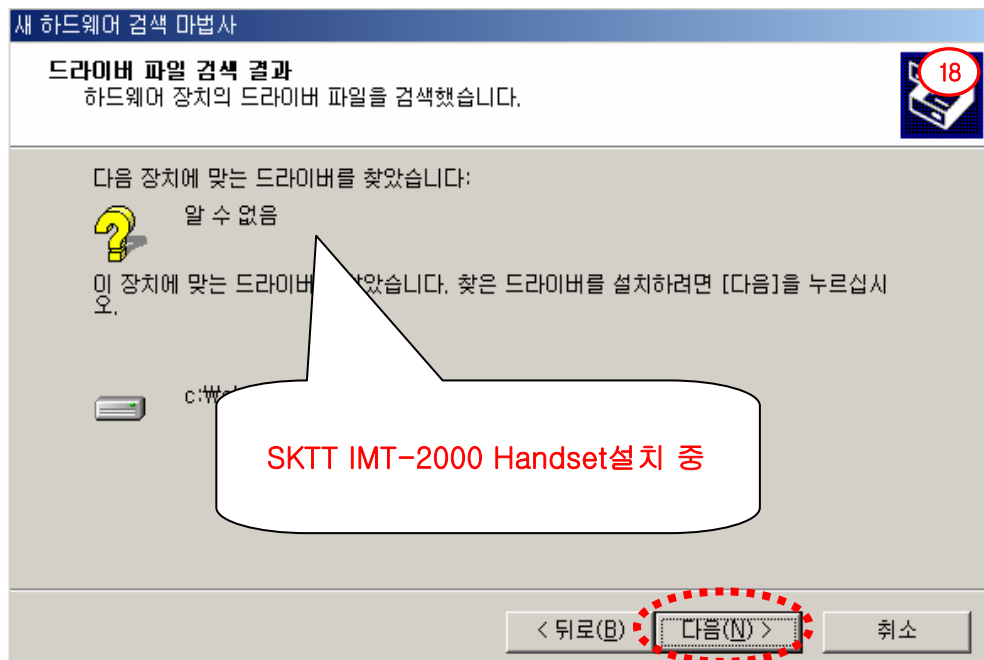 새 하드웨어 검색 마법사
드라이버 파일 검색 결과
18
하드웨어 장치의 드라이버 파일을 검색했습니다.
다음 장치에 맞는 드라이버를 찾았습니다:
알 수 없음
이 장치에 맞는 드라이버 았습니다. 찾은 드라이버를 설치하려면 [다음]을 누르십시
오.
c:₩
SKTT IMT-2000 Handset설치 중
< 뒤로(B)
다음(N) >
취소